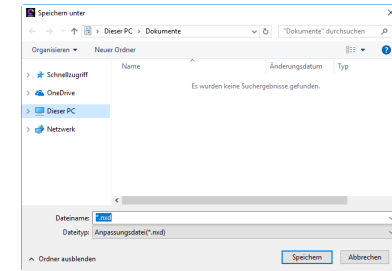 Speichern unter
Dieser PC › Dokumente
"Dokumente" durchsuchen
Organisieren
Neuer Ordner
Name
Änderungsdatum
Typ
Es wurden keine Suchergebnisse gefunden.
Schnellzugriff
OneDrive
Dieser PC
Netzwerk
Dateiname: *.nxd
Dateityp: Anpassungsdatei(*.nxd)
Ordner ausblenden
Speichern
Abbrechen